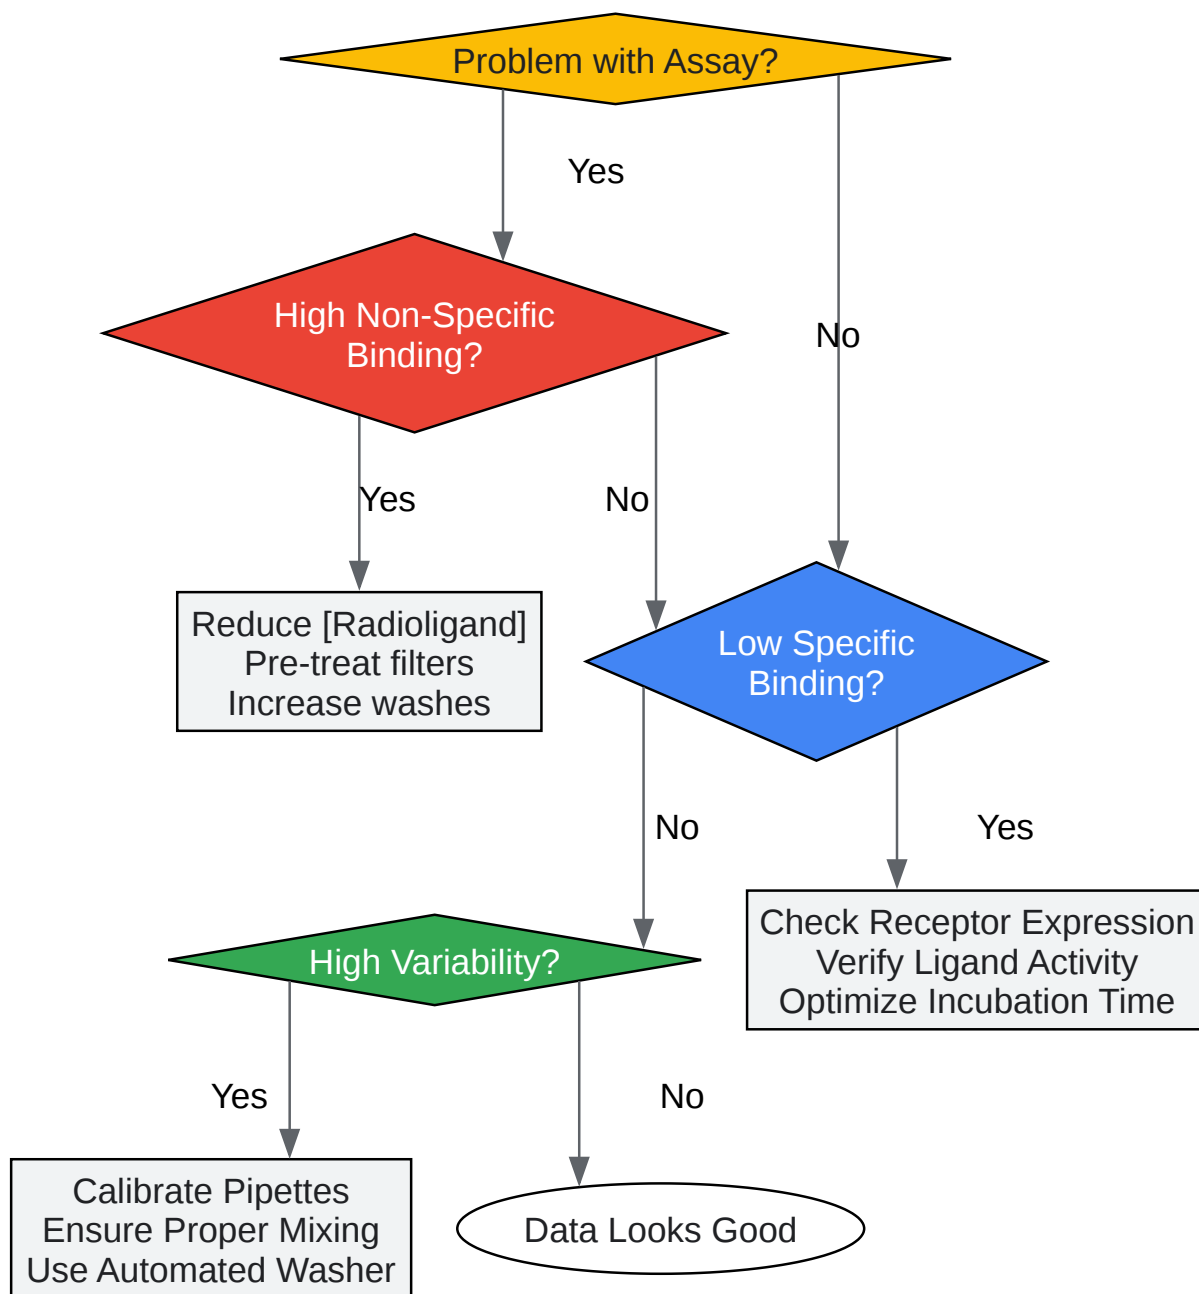 Problem with Assay?
Yes
No
High Non-Specific
Binding?
Yes
No
Reduce [Radioligand]
Pre-treat filters
Increase washes
Low Specific
Binding?
No
Yes
Check Receptor Expression
Verify Ligand Activity
Optimize Incubation Time
High Variability?
Yes
No
Calibrate Pipettes
Ensure Proper Mixing
Use Automated Washer
Data Looks Good